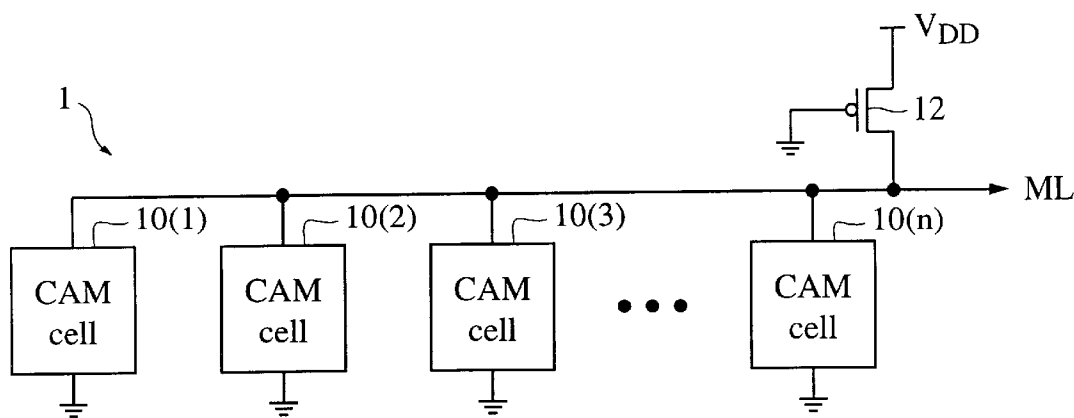 V_DD
1
12
ML
10(1)
10(2)
10(3)
10(n)
CAM
cell
CAM
cell
CAM
cell
CAM
cell